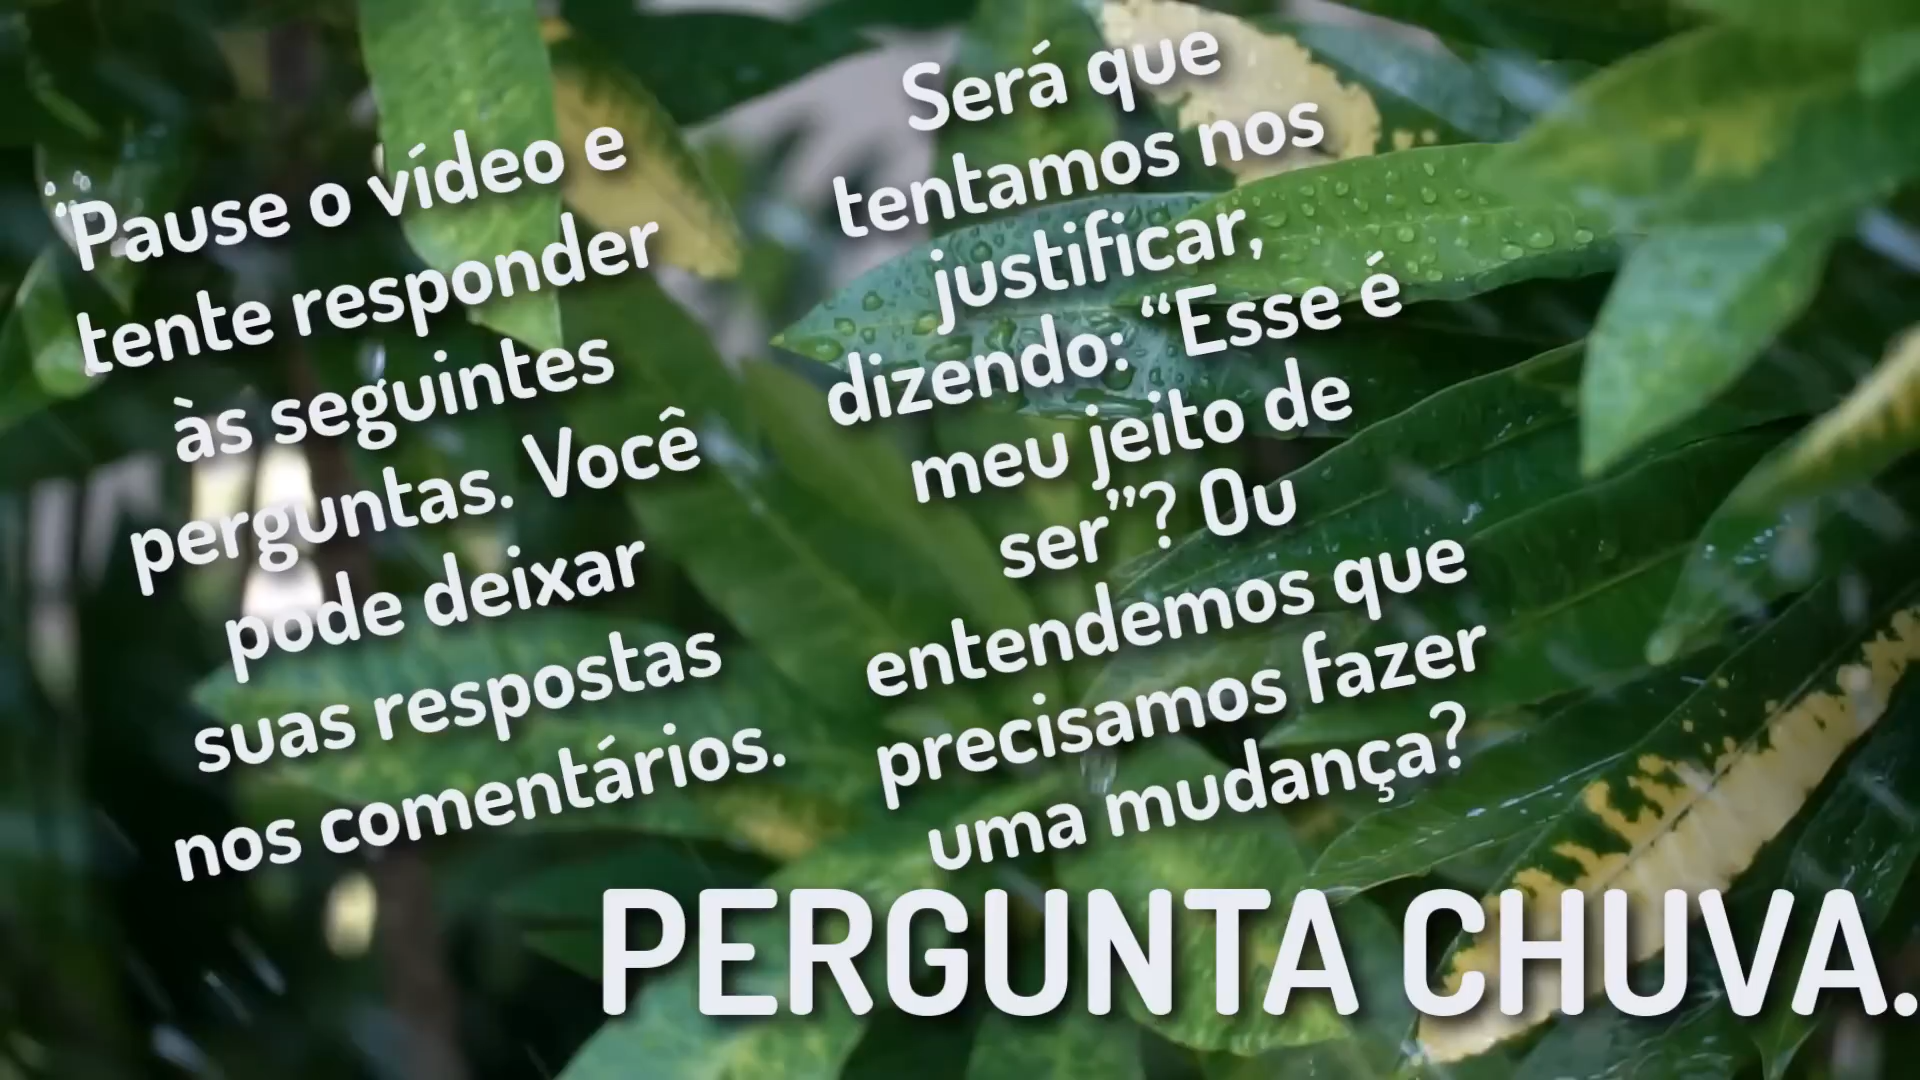 Pause o vídeo e
tente responder
às seguintes
perguntas. Você
pode deixar
suas respostas
nos comentários.
Será que
tentamos nos
justificar,
dizendo: “Esse é
meu jeito de
ser”? Ou
entendemos que
precisamos fazer
uma mudança?
PERGUNTA CHUVA.